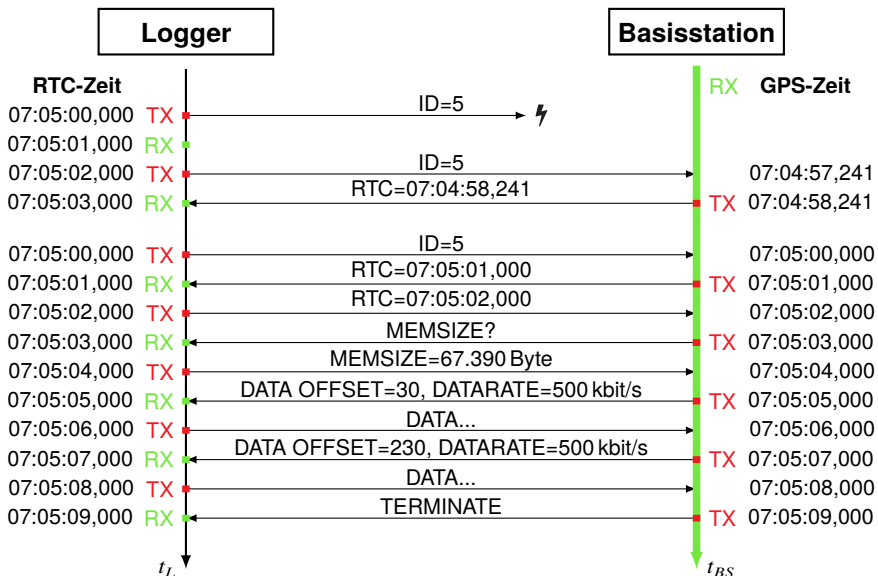 Logger Basisstation
RTC-Zeit RX GPS-Zeit
07:05:00,000 TX ID=5
07:05:01,000 RX
07:05:02,000 TX ID=5 07:04:57,241
07:05:03,000 RX RTC=07:04:58,241 TX 07:04:58,241
07:05:00,000 TX ID=5 07:05:00,000
07:05:01,000 RX RTC=07:05:01,000 TX 07:05:01,000
07:05:02,000 TX RTC=07:05:02,000 07:05:02,000
07:05:03,000 RX MEMSIZE? TX 07:05:03,000
07:05:04,000 TX MEMSIZE=67.390 Byte 07:05:04,000
07:05:05,000 RX DATA OFFSET=30, DATARATE=500 kbit/s TX 07:05:05,000
07:05:06,000 TX DATA... 07:05:06,000
07:05:07,000 RX DATA OFFSET=230, DATARATE=500 kbit/s TX 07:05:07,000
07:05:08,000 TX DATA... 07:05:08,000
07:05:09,000 RX TERMINATE TX 07:05:09,000
t_L t_BS